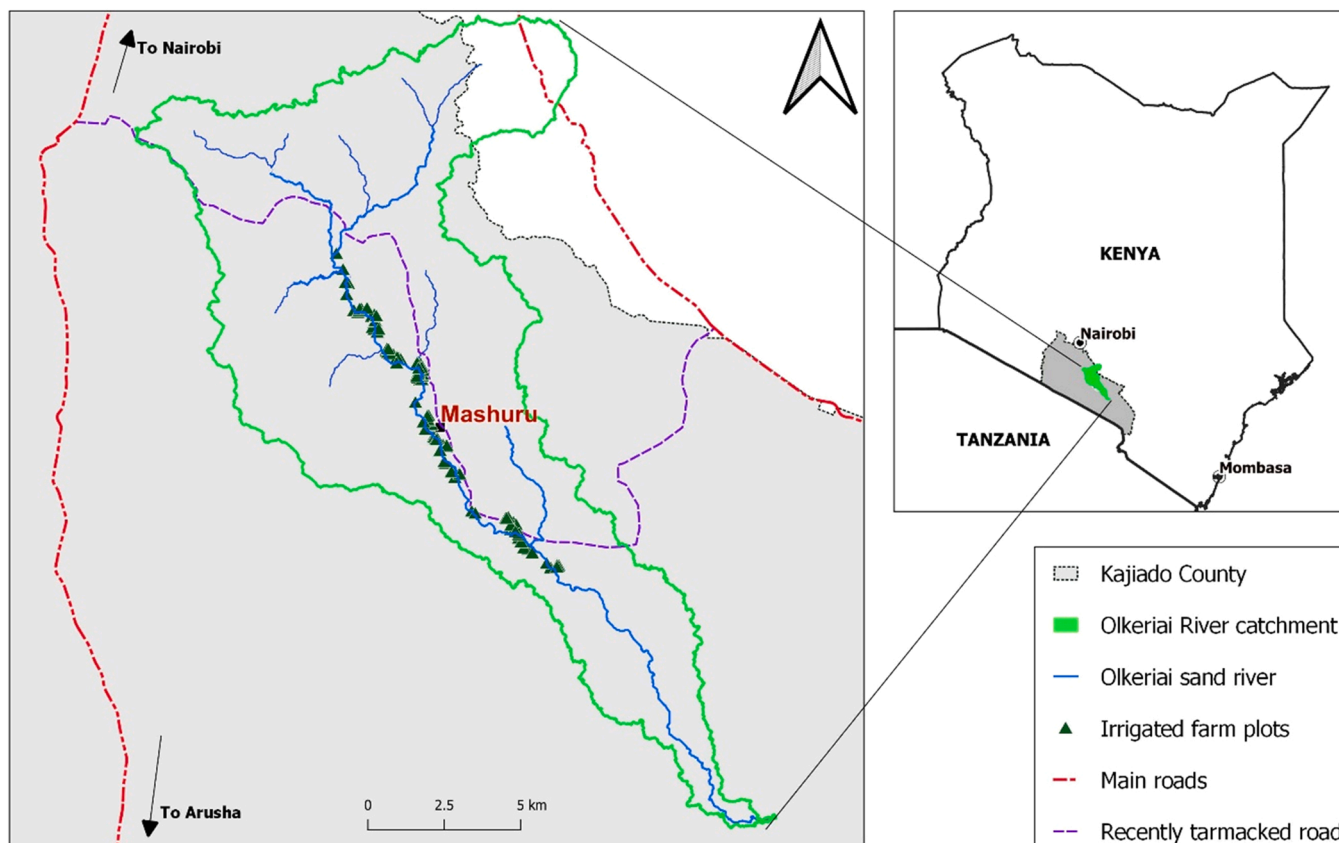 To Nairobi
Mashuru
To Arusha
0 2.5 5 km
KENYA
Nairobi
TANZANIA
Mombasa
Kajiado County
Olkeriai River catchment
Olkeriai sand river
Irrigated farm plots
Main roads
Recently tarmacked road